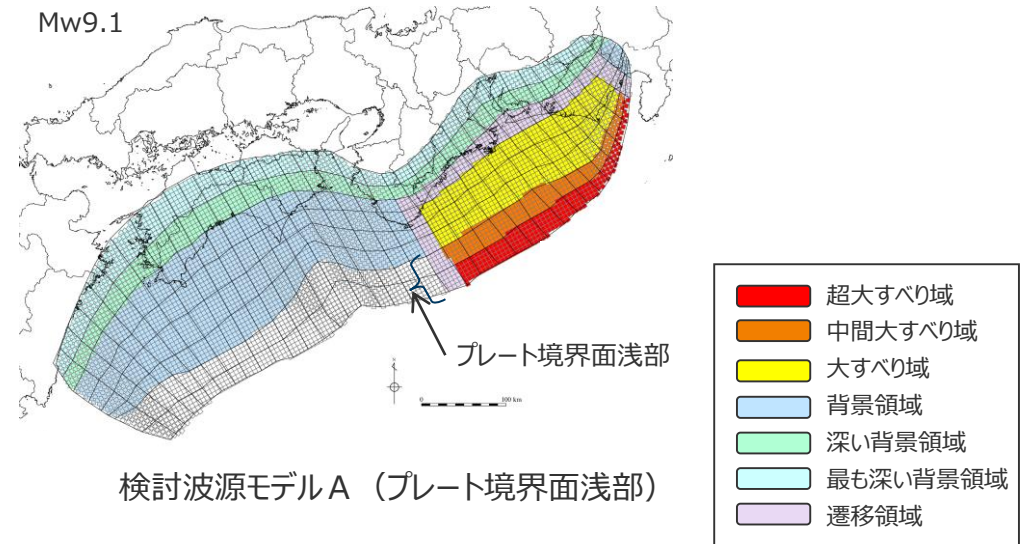 Mw9.1
プレート境界面浅部
0 100 km
検討波源モデルA （プレート境界面浅部）
超大すべり域
中間大すべり域
大すべり域
背景領域
深い背景領域
最も深い背景領域
遷移領域